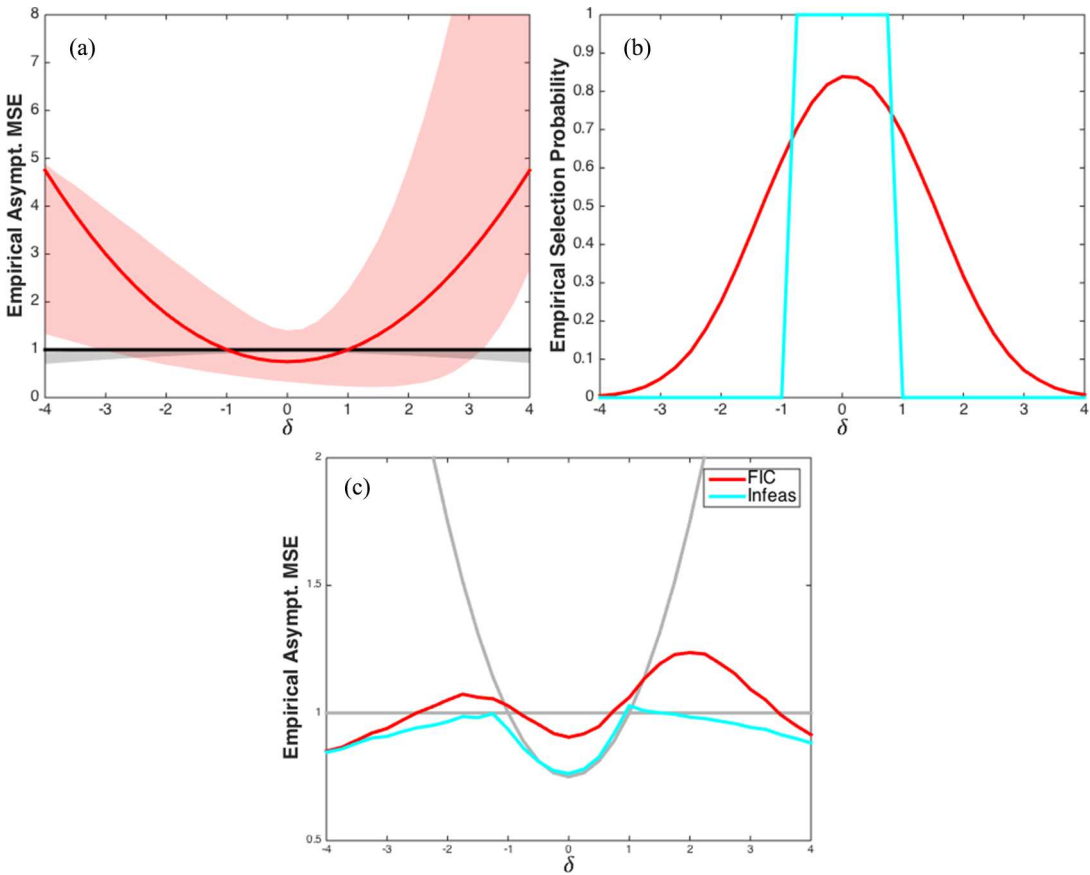 (a)
Empirical Asympt. MSE
8
7
6
5
4
3
2
1
0
-4 -3 -2 -1 0 1 2 3 4
δ
(b)
Empirical Selection Probability
1
0.9
0.8
0.7
0.6
0.5
0.4
0.3
0.2
0.1
0
-4 -3 -2 -1 0 1 2 3 4
δ
(c)
FIC
Infeas
Empirical Asympt. MSE
2
1.5
1
0.5
-4 -3 -2 -1 0 1 2 3 4
δ